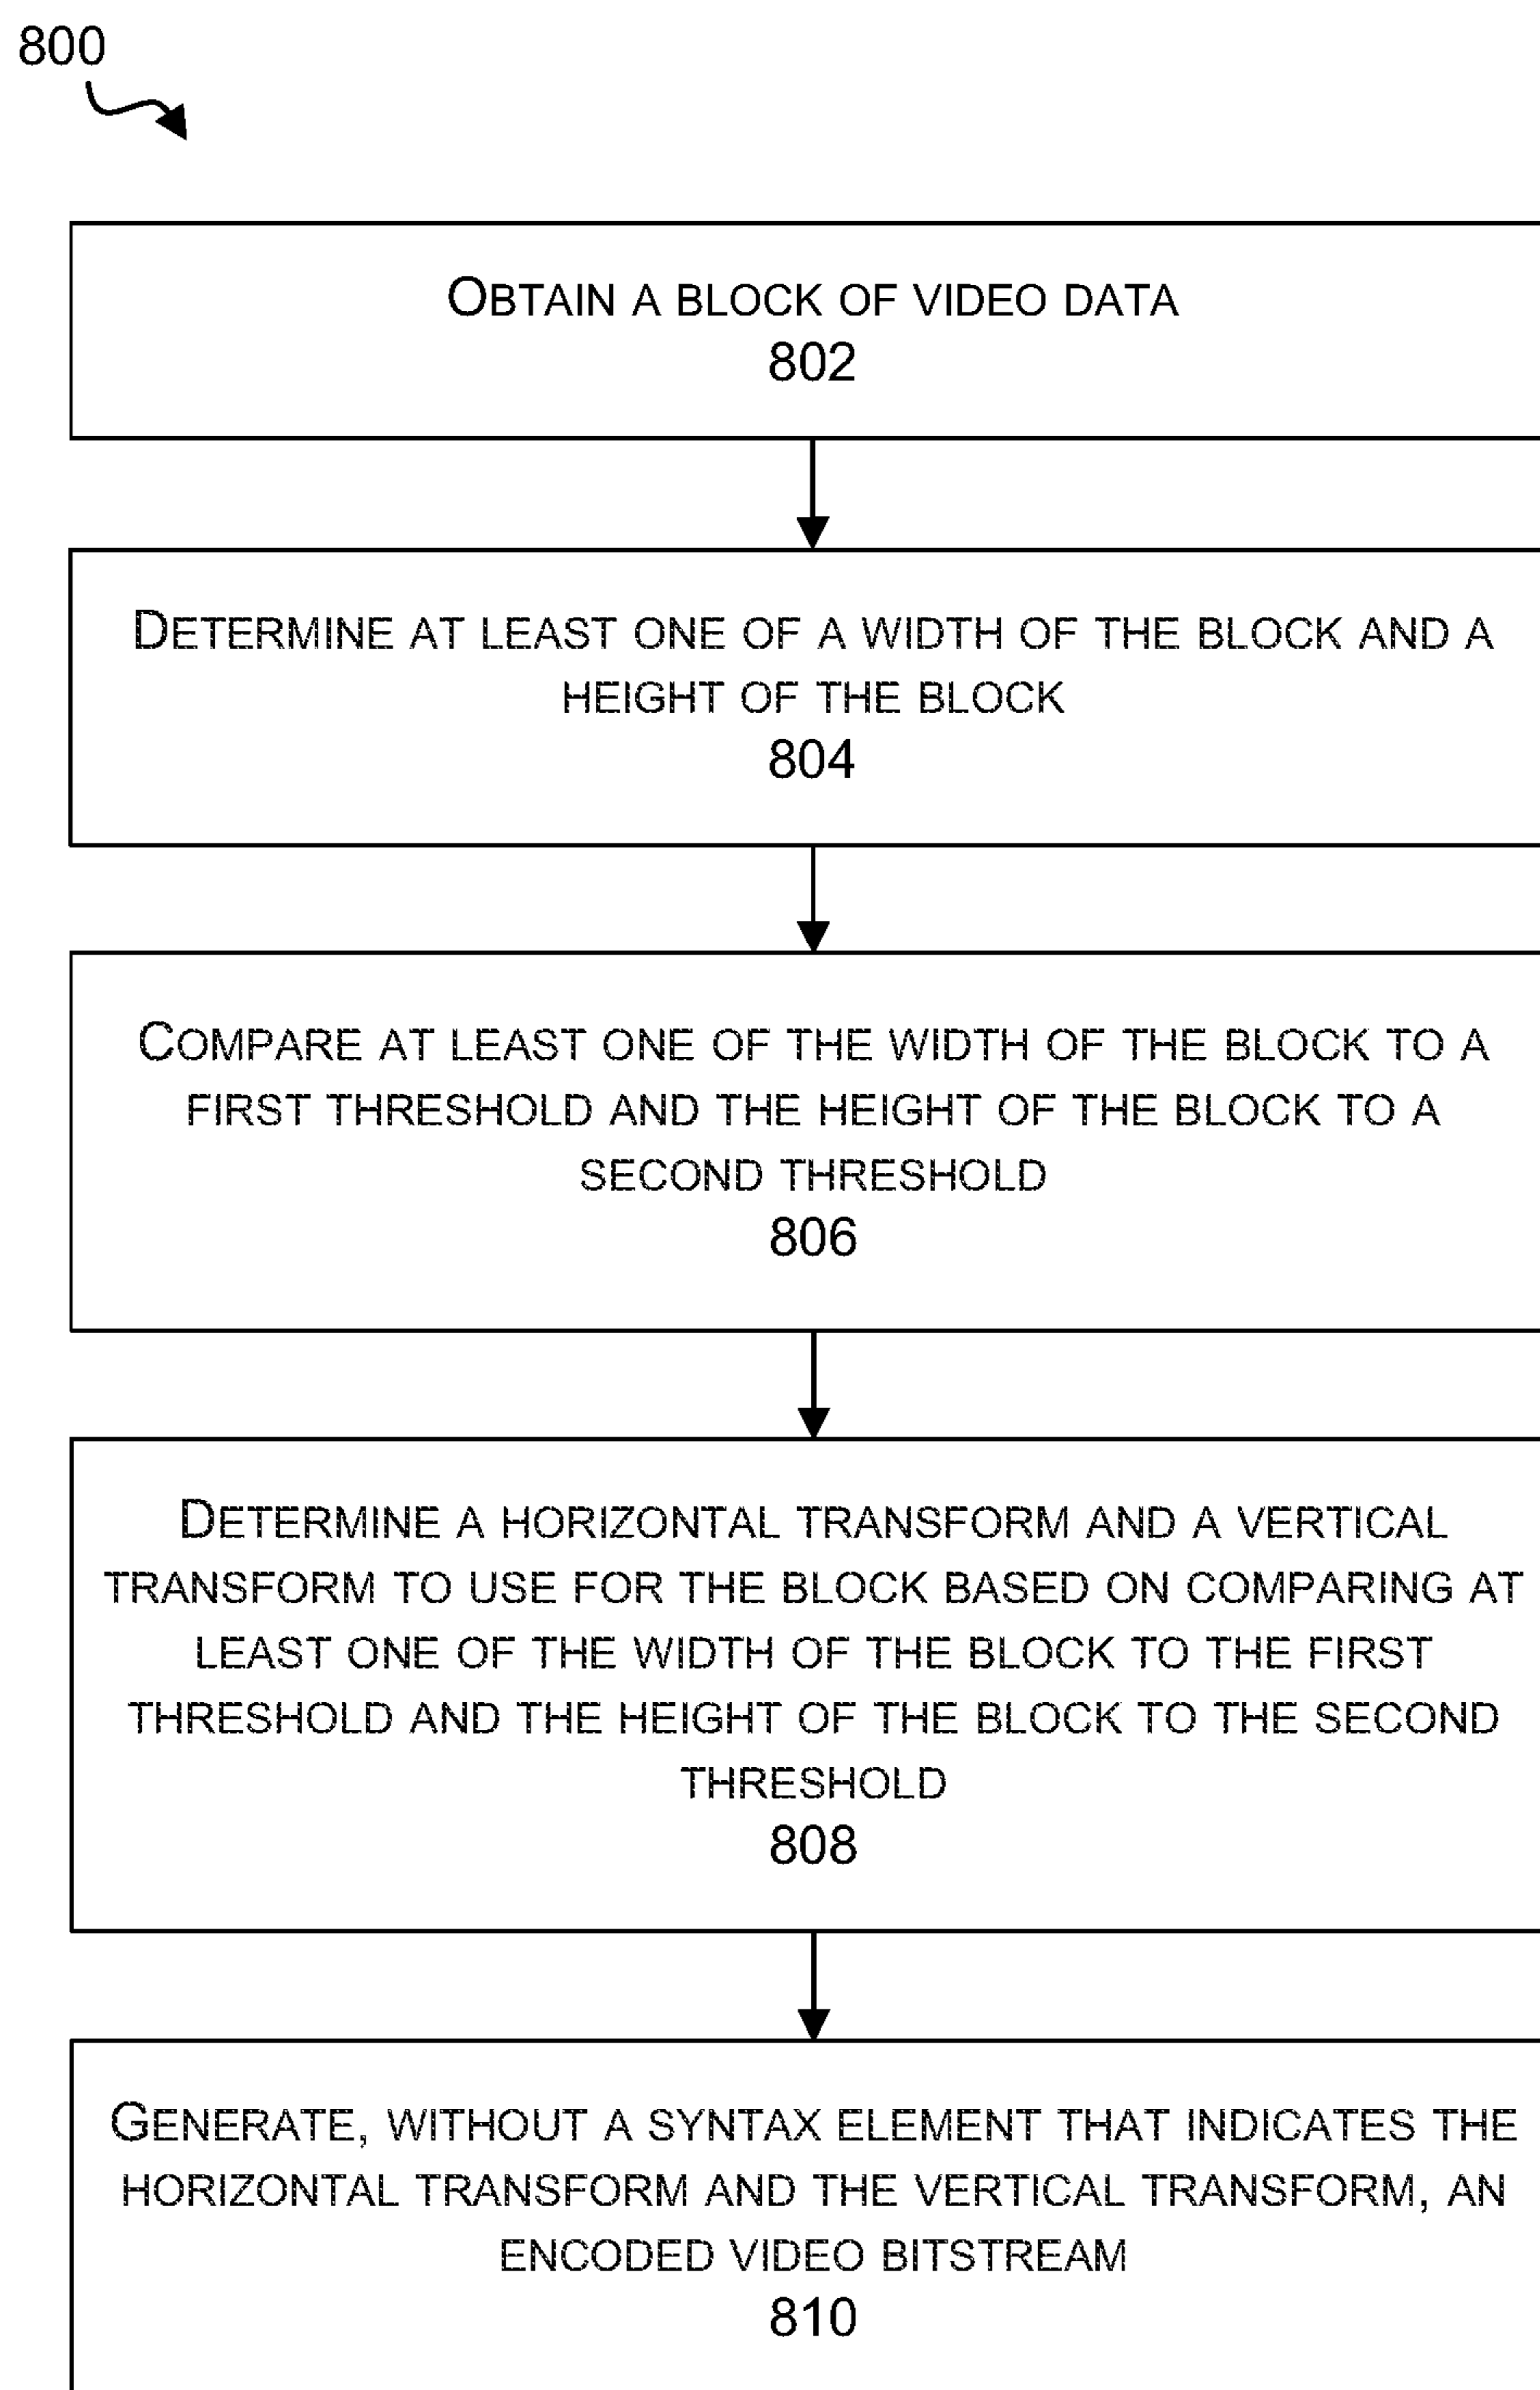 800
OBTAIN A BLOCK OF VIDEO DATA
802
DETERMINE AT LEAST ONE OF A WIDTH OF THE BLOCK AND A
HEIGHT OF THE BLOCK
804
COMPARE AT LEAST ONE OF THE WIDTH OF THE BLOCK TO A
FIRST THRESHOLD AND THE HEIGHT OF THE BLOCK TO A
SECOND THRESHOLD
806
DETERMINE A HORIZONTAL TRANSFORM AND A VERTICAL
TRANSFORM TO USE FOR THE BLOCK BASED ON COMPARING AT
LEAST ONE OF THE WIDTH OF THE BLOCK TO THE FIRST
THRESHOLD AND THE HEIGHT OF THE BLOCK TO THE SECOND
THRESHOLD
808
GENERATE, WITHOUT A SYNTAX ELEMENT THAT INDICATES THE
HORIZONTAL TRANSFORM AND THE VERTICAL TRANSFORM, AN
ENCODED VIDEO BITSTREAM
810